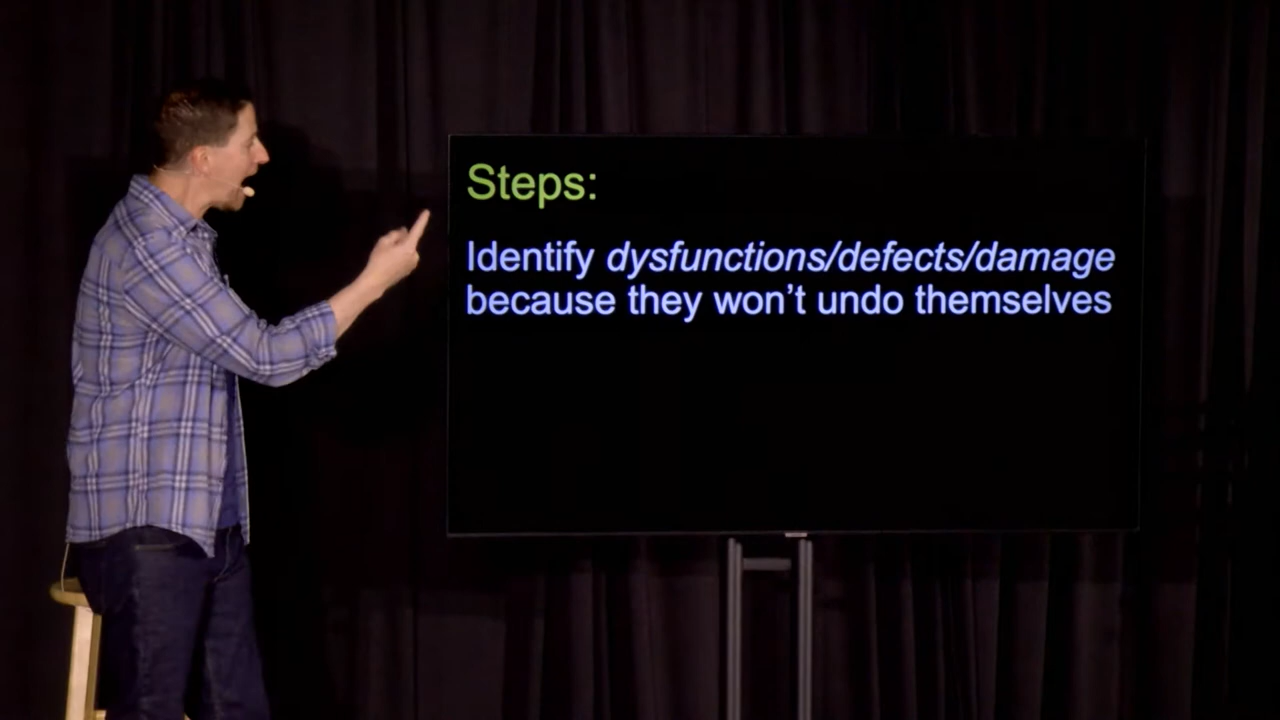 Steps:
Identify dysfunctions/defects/damage
because they won’t undo themselves